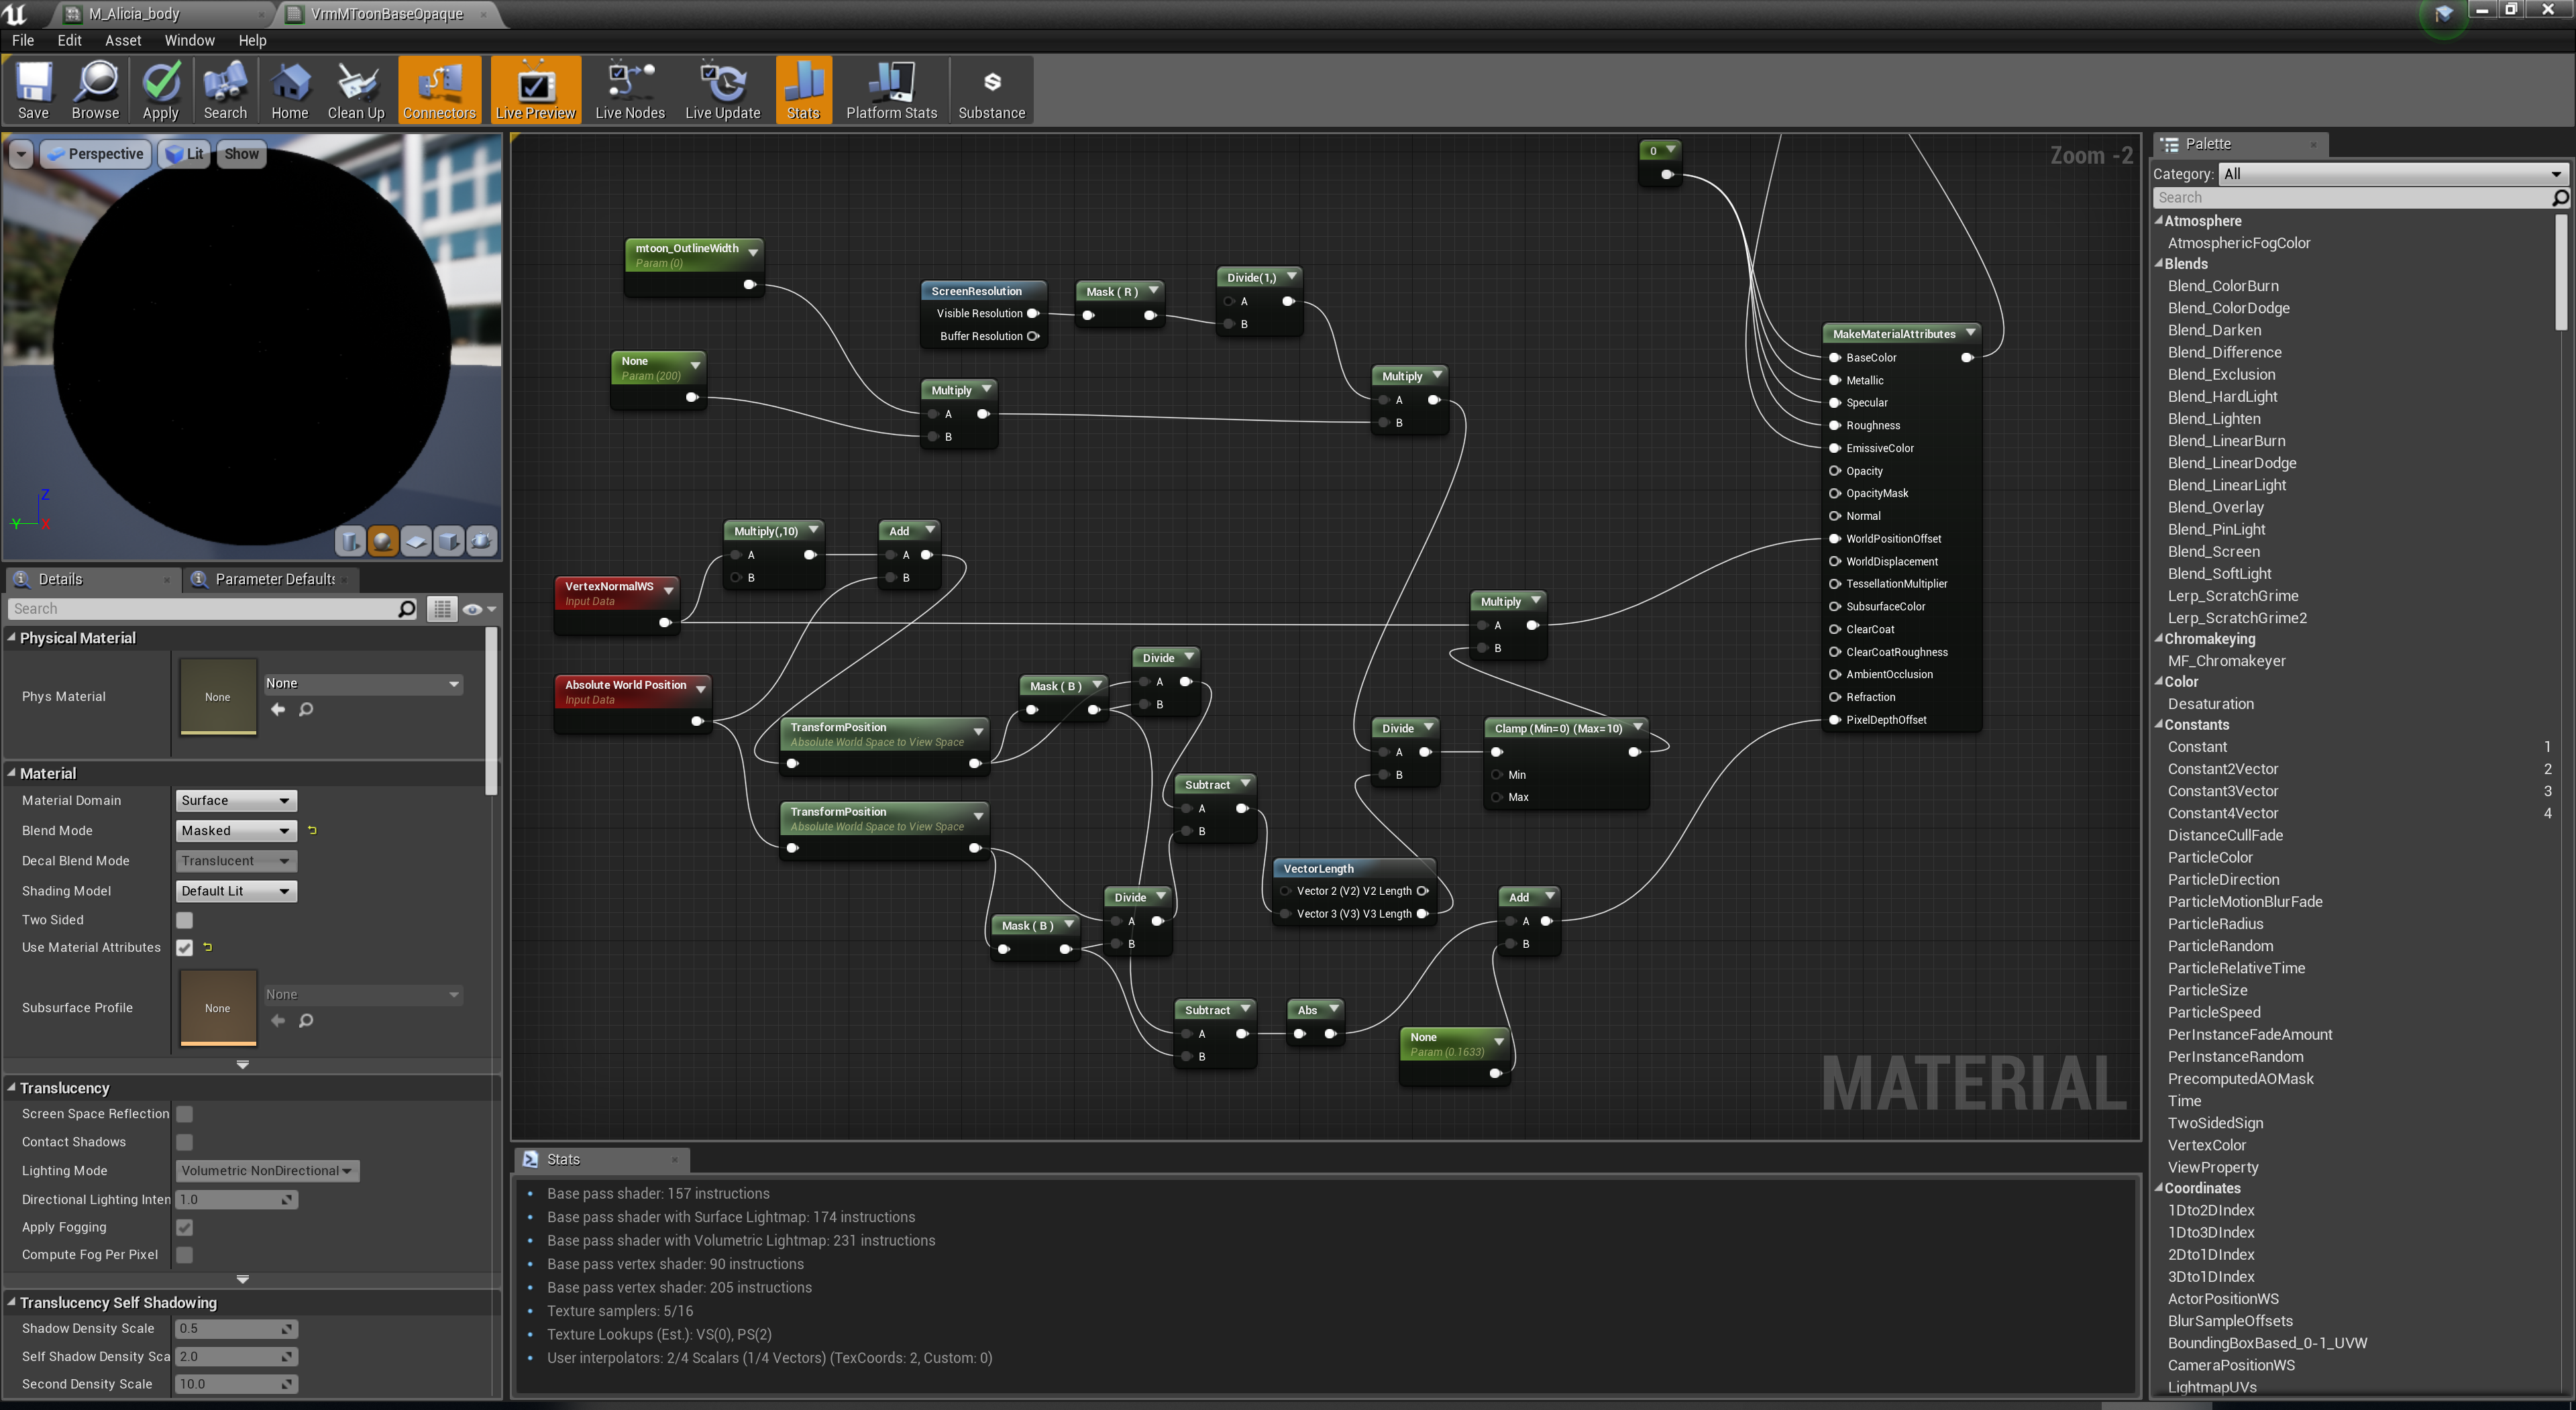 M_Alicia_body
VrmMToonBaseOpaque
File Edit Asset Window Help
Save Browse Apply Search Home Clean Up Connectors Live Preview Live Nodes Live Update Stats Platform Stats Substance
Perspective Lit Show
Z
Y X
Details
Parameter Defaults
Search
Physical Material
Phys Material
None
None
Material
Material Domain Surface
Blend Mode Masked
Decal Blend Mode Translucent
Shading Model Default Lit
Two Sided
Use Material Attributes
Subsurface Profile
None
None
Translucency
Screen Space Reflection
Contact Shadows
Lighting Mode Volumetric NonDirectional
Directional Lighting Inten 1.0
Apply Fogging
Compute Fog Per Pixel
Translucency Self Shadowing
Shadow Density Scale 0.5
Self Shadow Density Sca 2.0
Second Density Scale 10.0
Zoom -2
0
mtoon_OutlineWidth
Param (0)
ScreenResolution
Visible Resolution
Buffer Resolution
Mask ( R )
Divide(1,)
A
B
None
Param (200)
Multiply
A
B
Multiply
A
B
MakeMaterialAttributes
BaseColor
Metallic
Specular
Roughness
EmissiveColor
Opacity
OpacityMask
Normal
WorldPositionOffset
WorldDisplacement
TessellationMultiplier
SubsurfaceColor
ClearCoat
ClearCoatRoughness
AmbientOcclusion
Refraction
PixelDepthOffset
Multiply(,10)
A
B
Add
A
B
VertexNormalWS
Input Data
Multiply
A
B
Absolute World Position
Input Data
Mask ( B )
Divide
A
B
TransformPosition
Absolute World Space to View Space
Divide
A
B
Clamp (Min=0) (Max=10)
Min
Max
Subtract
A
B
TransformPosition
Absolute World Space to View Space
VectorLength
Vector 2 (V2) V2 Length
Vector 3 (V3) V3 Length
Divide
A
B
Mask ( B )
Add
A
B
Subtract
A
B
Abs
None
Param (0.1633)
MATERIAL
Stats
Base pass shader: 157 instructions
Base pass shader with Surface Lightmap: 174 instructions
Base pass shader with Volumetric Lightmap: 231 instructions
Base pass vertex shader: 90 instructions
Base pass vertex shader: 205 instructions
Texture samplers: 5/16
Texture Lookups (Est.): VS(0), PS(2)
User interpolators: 2/4 Scalars (1/4 Vectors) (TexCoords: 2, Custom: 0)
Palette
Category: All
Search
Atmosphere
AtmosphericFogColor
Blends
Blend_ColorBurn
Blend_ColorDodge
Blend_Darken
Blend_Difference
Blend_Exclusion
Blend_HardLight
Blend_Lighten
Blend_LinearBurn
Blend_LinearDodge
Blend_LinearLight
Blend_Overlay
Blend_PinLight
Blend_Screen
Blend_SoftLight
Lerp_ScratchGrime
Lerp_ScratchGrime2
Chromakeying
MF_Chromakeyer
Color
Desaturation
Constants
Constant 1
Constant2Vector 2
Constant3Vector 3
Constant4Vector 4
DistanceCullFade
ParticleColor
ParticleDirection
ParticleMotionBlurFade
ParticleRadius
ParticleRandom
ParticleRelativeTime
ParticleSize
ParticleSpeed
PerInstanceFadeAmount
PerInstanceRandom
PrecomputedAOMask
Time
TwoSidedSign
VertexColor
ViewProperty
Coordinates
1Dto2DIndex
1Dto3DIndex
2Dto1DIndex
3Dto1DIndex
ActorPositionWS
BlurSampleOffsets
BoundingBoxBased_0-1_UVW
CameraPositionWS
LightmapUVs